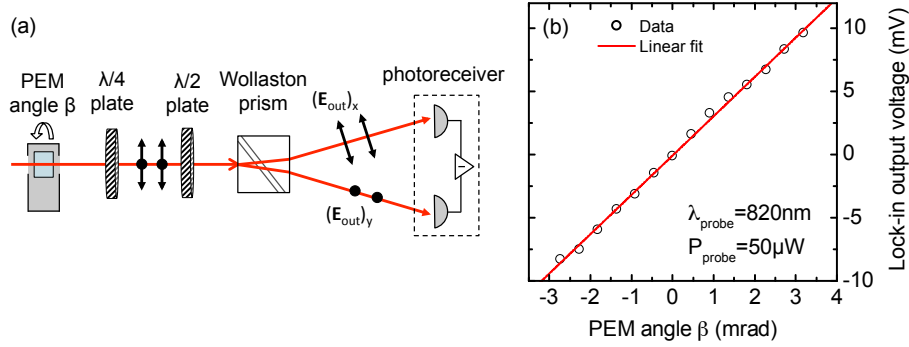 (a)
PEM
angle β
λ/4
plate
λ/2
plate
Wollaston
prism
(E_out)_x
(E_out)_y
photoreceiver
−
(b)
Data
Linear fit
λ_probe=820nm
P_probe=50μW
10
5
0
-5
-10
Lock-in output voltage (mV)
-3 -2 -1 0 1 2 3 4
PEM angle β (mrad)